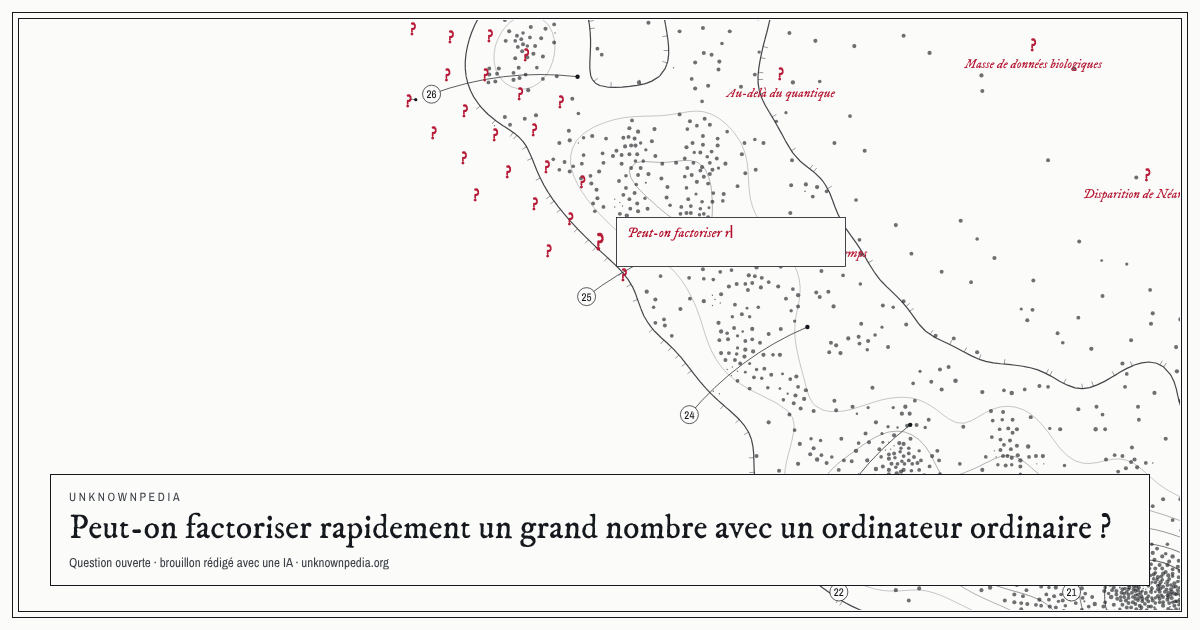 ?
Masse de données biologiques
?
Au-delà du quantique
26
?
Disparition de Néan
Peut-on factoriser r
emps
25
24
UNKNOWNPEDIA
Peut-on factoriser rapidement un grand nombre avec un ordinateur ordinaire ?
Question ouverte · brouillon rédigé avec une IA · unknownpedia.org
22
21